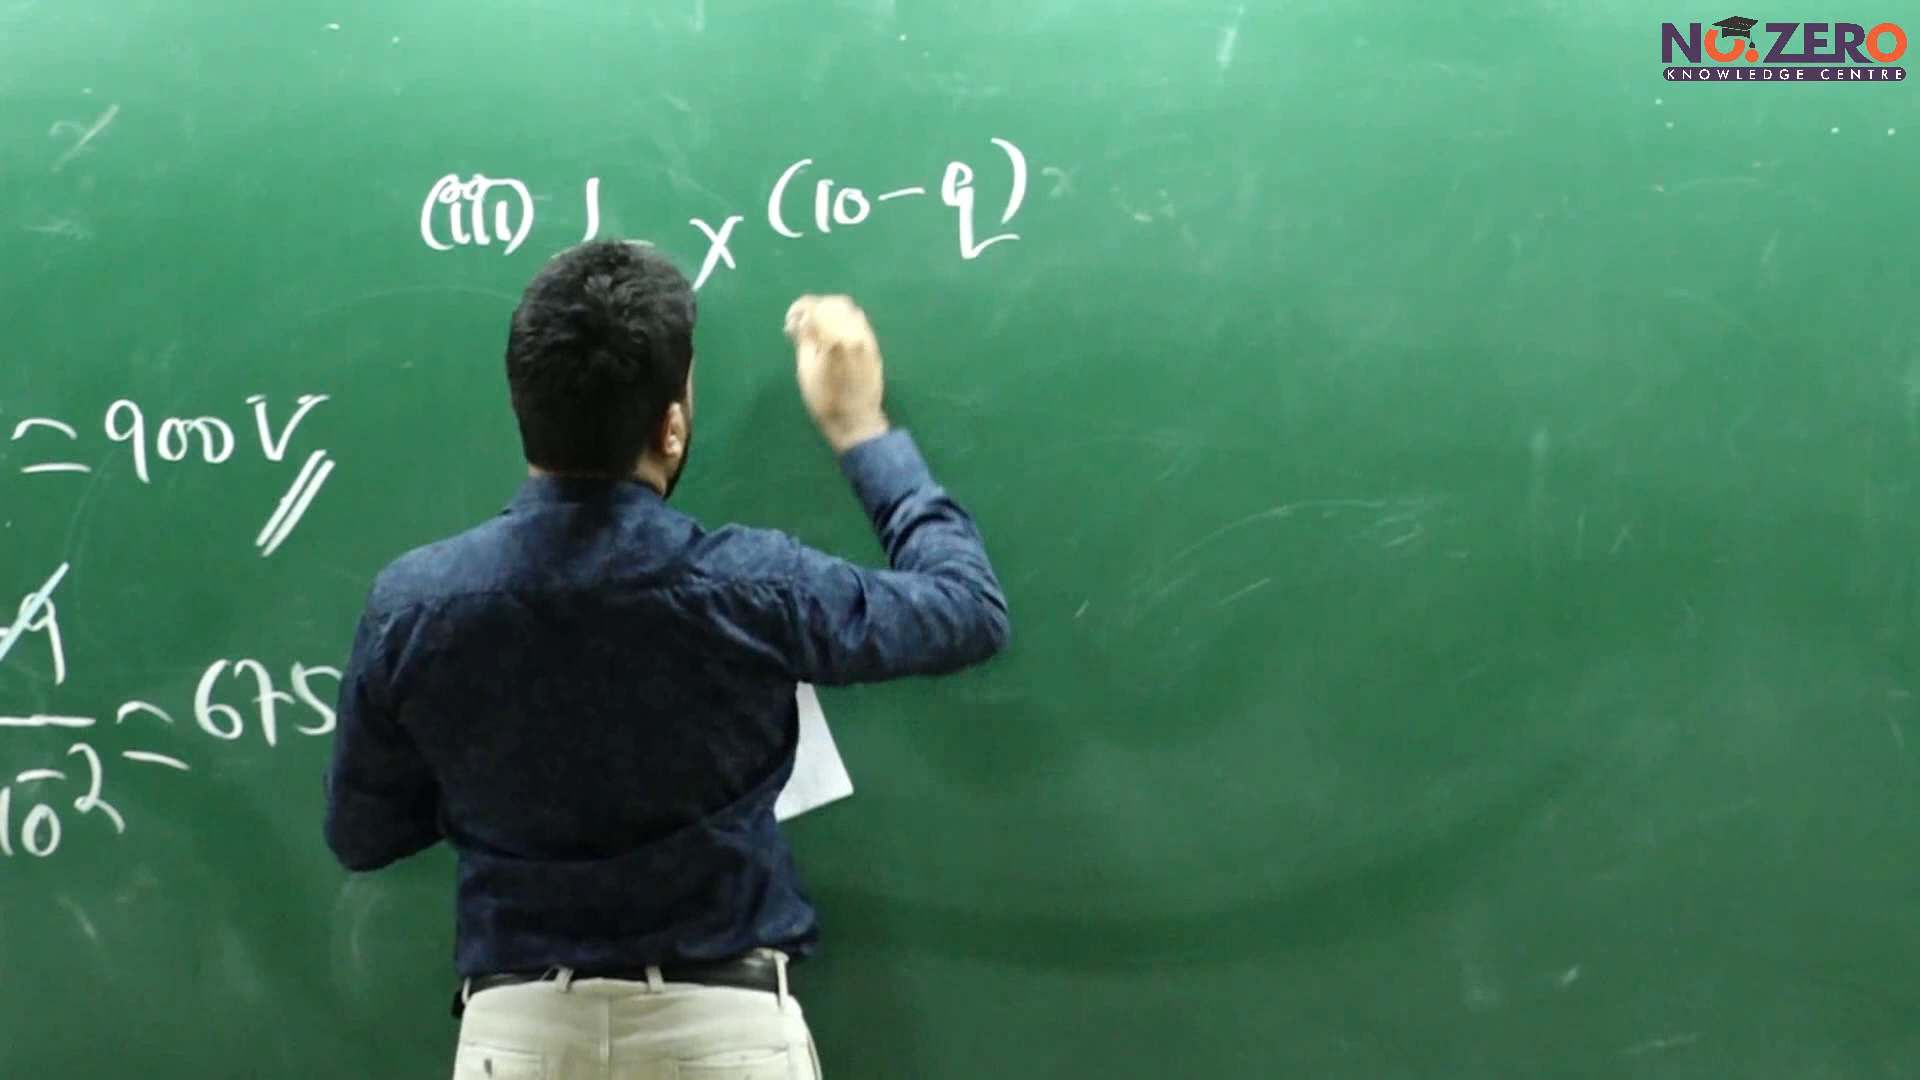 NO.ZERO
KNOWLEDGE CENTRE
(iii) 1 × (10-q)
= 900 V
9
10² = 675